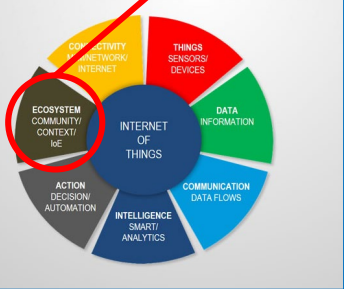 CONNECTIVITY
INTERNET
THINGS
SENSORS/
DEVICES
DATA
INFORMATION
COMMUNICATION
DATA FLOWS
INTELLIGENCE
SMART/
ANALYTICS
ACTION
DECISION/
AUTOMATION
ECOSYSTEM
COMMUNITY/
CONTEXT/
IoE
INTERNET
OF
THINGS